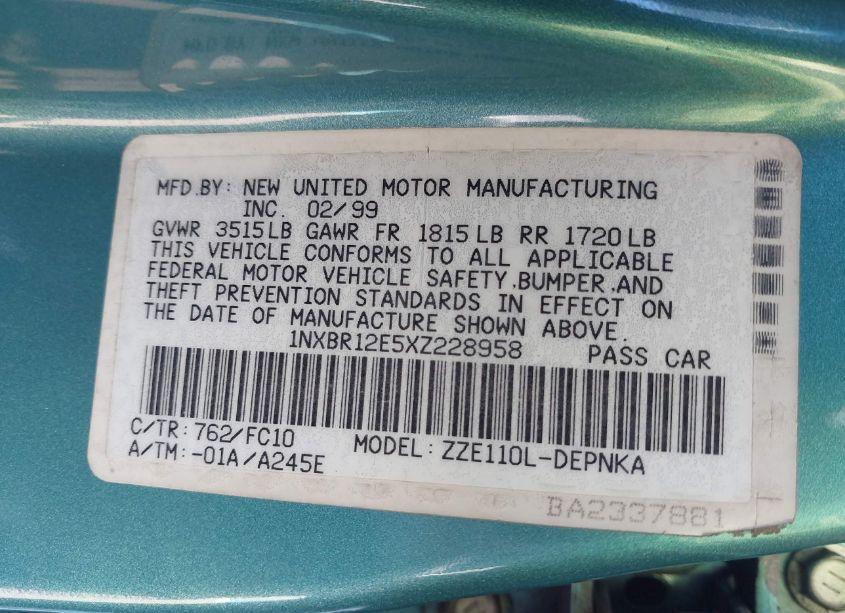 MFD.BY: NEW UNITED MOTOR MANUFACTURING
INC. 02/99
GVWR 3515LB GAWR FR 1815LB RR 1720LB
THIS VEHICLE CONFORMS TO ALL APPLICABLE
FEDERAL MOTOR VEHICLE SAFETY.BUMPER.AND
THEFT PREVENTION STANDARDS IN EFFECT ON
THE DATE OF MANUFACTURE SHOWN ABOVE.
1NXBR12E5XZ228958 PASS CAR
C/TR: 762/FC10 MODEL: ZZE110L-DEPNKA
A/TM: -01A/A245E
BA2337881